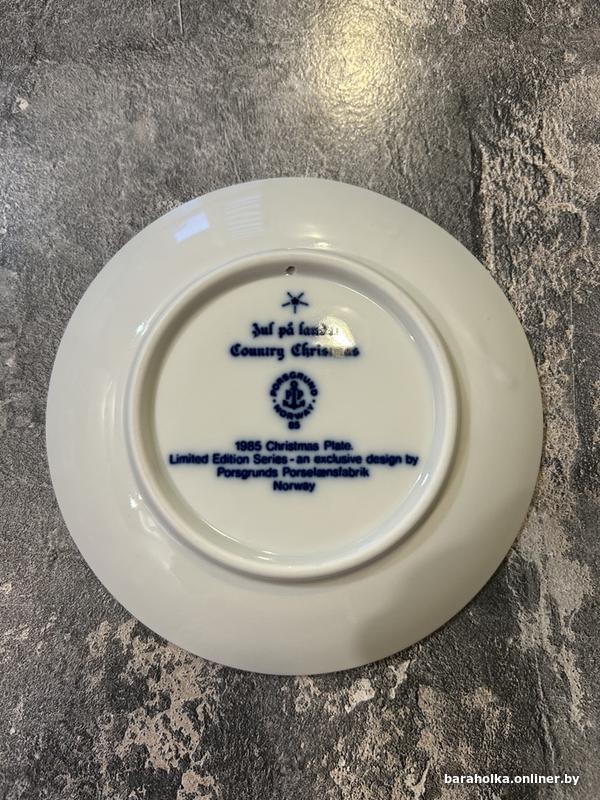 Jul på landet
Country Christmas
PORSGRUND
NORWAY
85
1985 Christmas Plate.
Limited Edition Series - an exclusive design by
Porsgrunds Porselænsfabrik
Norway
baraholka.onliner.by